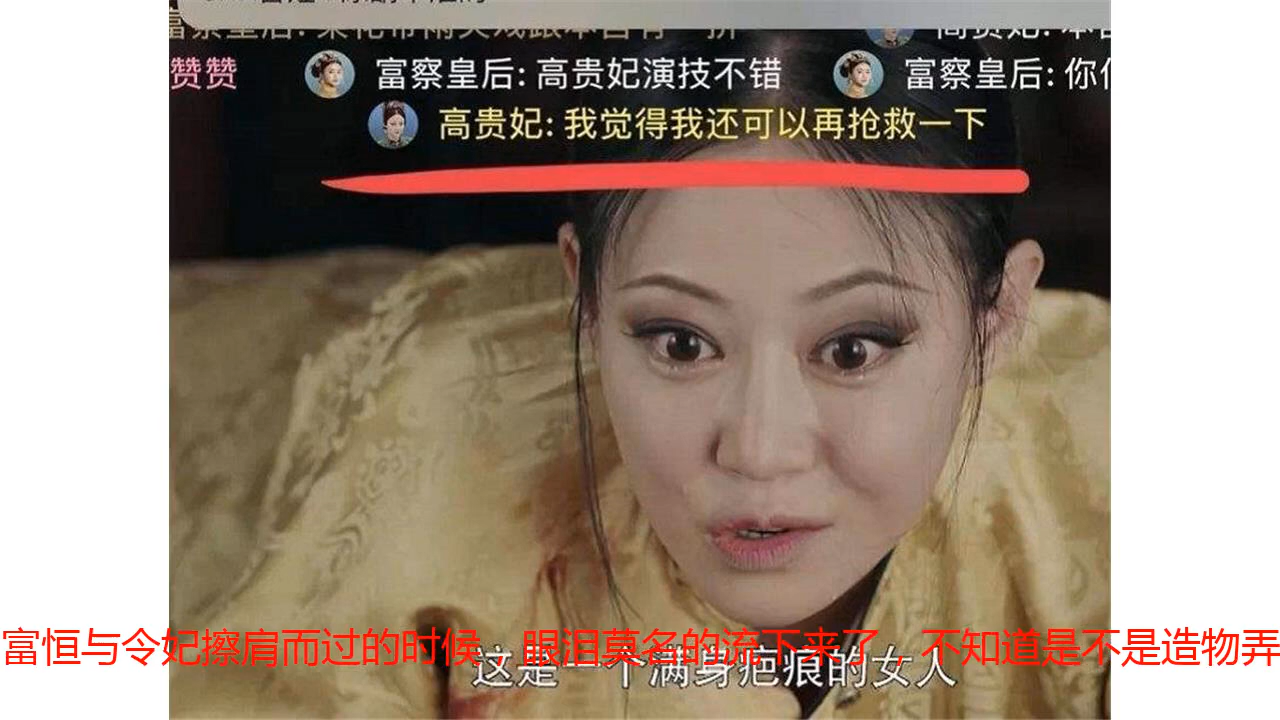 赞赞
富察皇后: 高贵妃演技不错
富察皇后: 你
高贵妃: 我觉得我还可以再抢救一下
富恒与令妃擦肩而过的时候，眼泪莫名的流下来了，不知道是不是造物弄
这是一个满身疤痕的女人